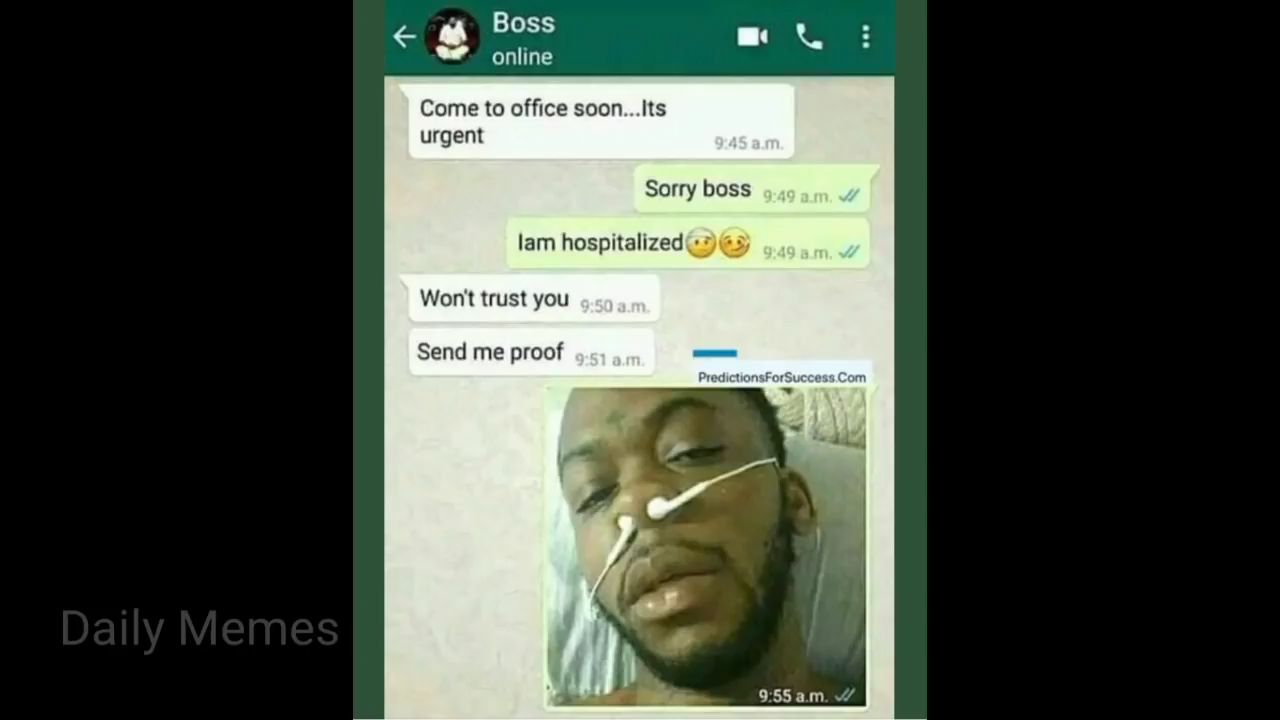 Boss
online
Come to office soon...Its
urgent
9:45 a.m.
Sorry boss 9:49 a.m.
Iam hospitalized🤕🤒 9:49 a.m.
Won't trust you 9:50 a.m.
Send me proof 9:51 a.m.
PredictionsForSuccess.Com
9:55 a.m.
Daily Memes